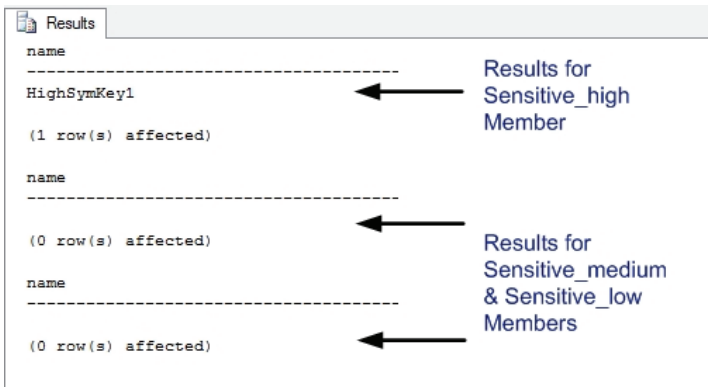 Results
name
----------------------------------------
HighSymKey1
(1 row(s) affected)
Results for
Sensitive_high
Member
name
----------------------------------------
(0 row(s) affected)
name
----------------------------------------
(0 row(s) affected)
Results for
Sensitive_medium
& Sensitive_low
Members